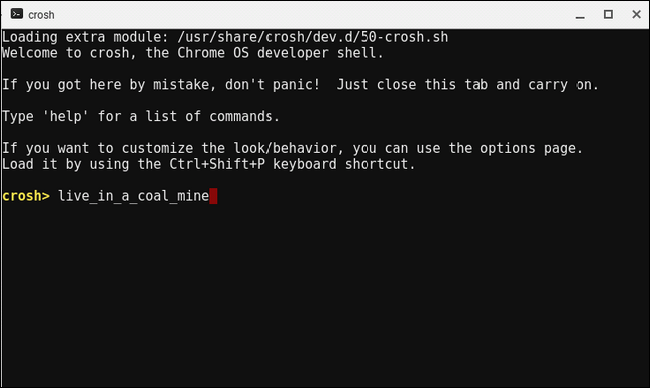 crosh
Loading extra module: /usr/share/crosh/dev.d/50-crosh.sh
Welcome to crosh, the Chrome OS developer shell.
If you got here by mistake, don't panic!  Just close this tab and carry on.
Type 'help' for a list of commands.
If you want to customize the look/behavior, you can use the options page.
Load it by using the Ctrl+Shift+P keyboard shortcut.
crosh> live_in_a_coal_mine